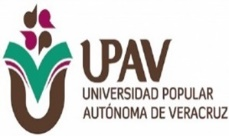 UPAV
UNIVERSIDAD POPULAR
AUTÓNOMA DE VERACRUZ